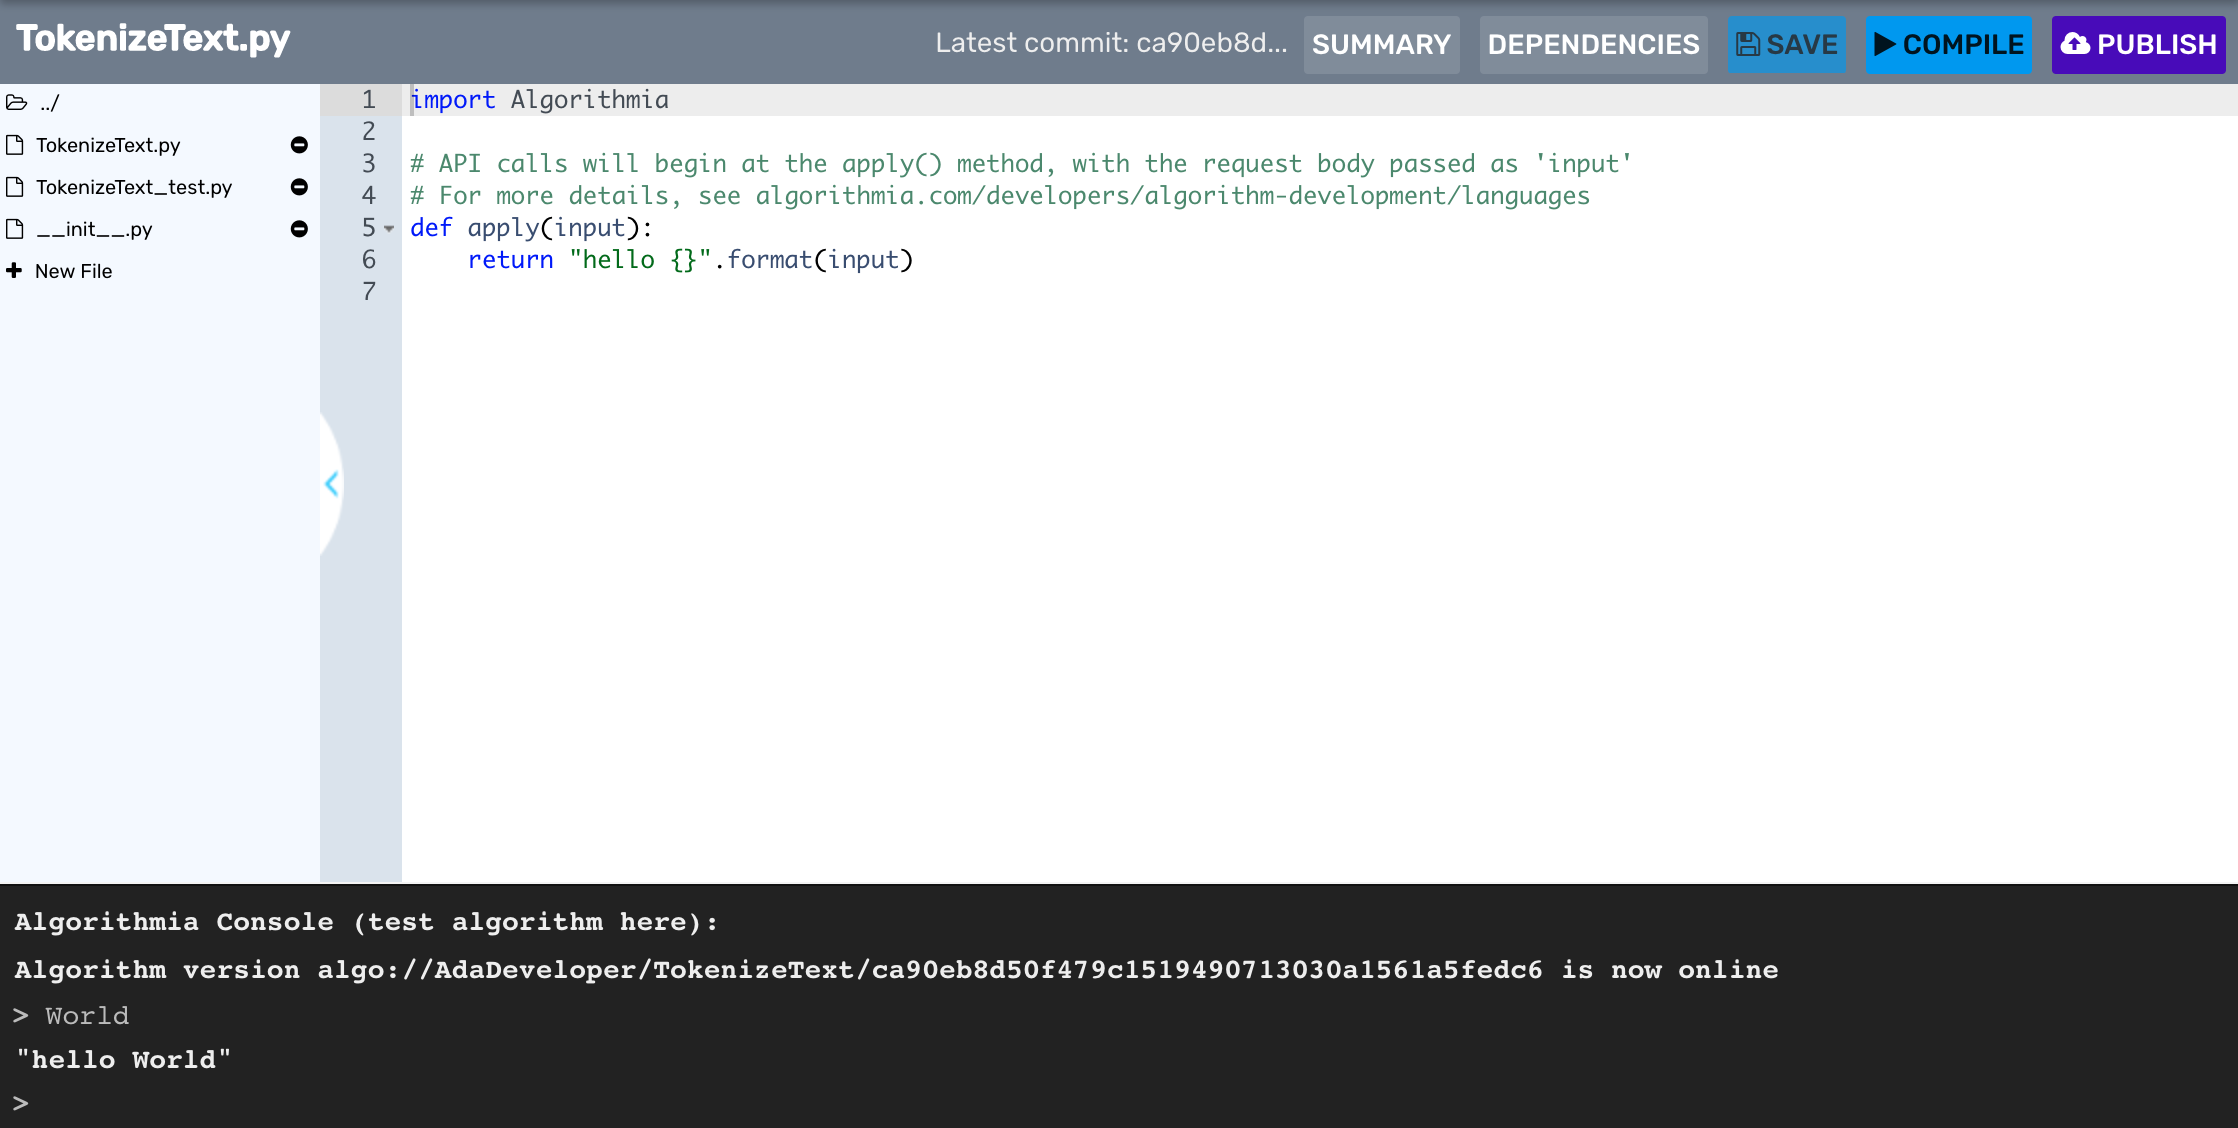 TokenizeText.py
Latest commit: ca90eb8d... SUMMARY DEPENDENCIES SAVE COMPILE PUBLISH
../
TokenizeText.py
TokenizeText_test.py
__init__.py
New File
1 import Algorithmia
2
3 # API calls will begin at the apply() method, with the request body passed as 'input'
4 # For more details, see algorithmia.com/developers/algorithm-development/languages
5 def apply(input):
6     return "hello {}".format(input)
7
Algorithmia Console (test algorithm here):
Algorithm version algo://AdaDeveloper/TokenizeText/ca90eb8d50f479c1519490713030a1561a5fedc6 is now online
> World
"hello World"
>